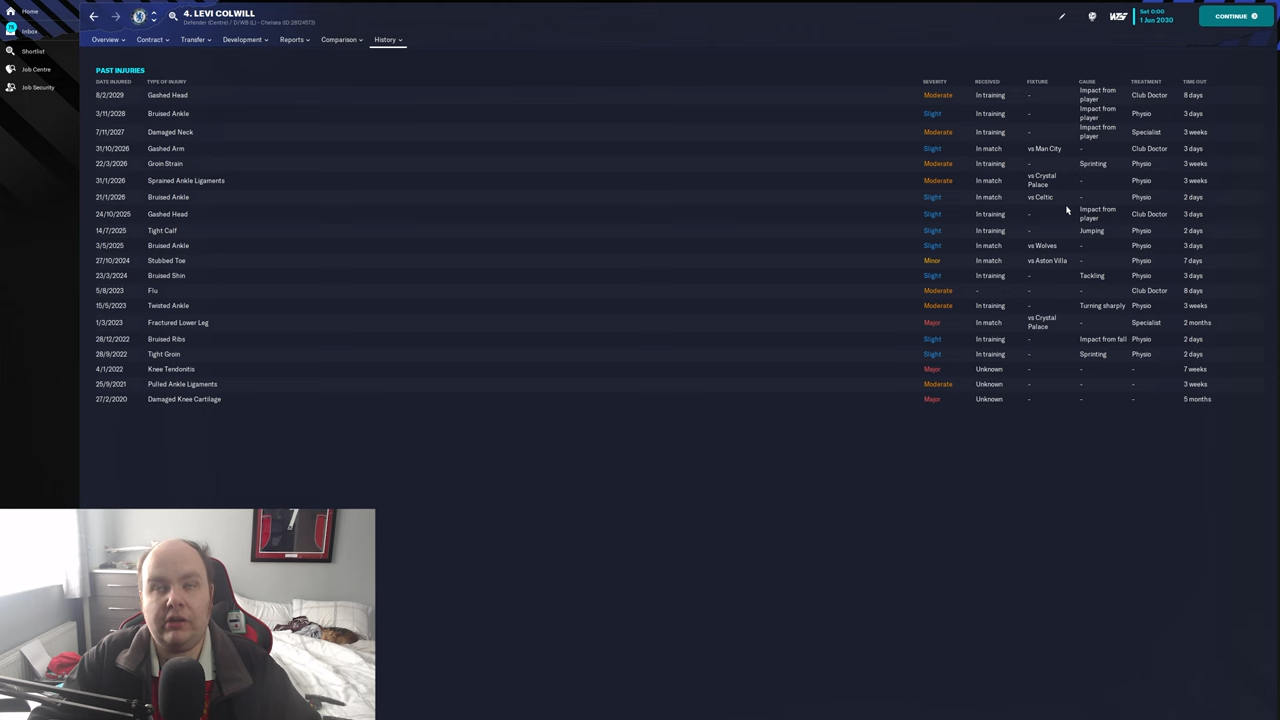 Home
4. LEVI COLWILL
Defender (Centre) / D/WB (L) - Chelsea
Sat 0:00
1 Jun 2030
CONTINUE
Inbox
Shortlist
Job Centre
Job Security
Overview
Contract
Transfer
Development
Reports
Comparison
History
PAST INJURIES
DATE INJURED TYPE OF INJURY SEVERITY RECEIVED FIXTURE CAUSE TREATMENT TIME OUT
8/2/2029 Gashed Head Moderate In training - Impact from player Club Doctor 8 days
3/11/2028 Bruised Ankle Slight In training - Impact from player Physio 3 days
7/11/2027 Damaged Neck Moderate In training - Impact from player Specialist 3 weeks
31/10/2026 Gashed Arm Slight In match vs Man City - Club Doctor 3 days
22/3/2026 Groin Strain Moderate In training - Sprinting Physio 3 weeks
31/1/2026 Sprained Ankle Ligaments Moderate In match vs Crystal Palace - Physio 3 weeks
21/1/2026 Bruised Ankle Slight In match vs Celtic - Physio 2 days
24/10/2025 Gashed Head Slight In training - Impact from player Club Doctor 3 days
14/7/2025 Tight Calf Slight In training - Jumping Physio 2 days
3/5/2025 Bruised Ankle Slight In match vs Wolves - Physio 3 days
27/10/2024 Stubbed Toe Minor In match vs Aston Villa - Physio 7 days
23/3/2024 Bruised Shin Slight In training - Tackling Physio 3 days
5/8/2023 Flu Moderate - - - Club Doctor 8 days
15/5/2023 Twisted Ankle Moderate In training - Turning sharply Physio 3 weeks
1/3/2023 Fractured Lower Leg Major In match vs Crystal Palace - Specialist 2 months
28/12/2022 Bruised Ribs Slight In training - Impact from fall Physio 2 days
28/9/2022 Tight Groin Slight In training - Sprinting Physio 2 days
4/1/2022 Knee Tendonitis Major Unknown - - - 7 weeks
25/9/2021 Pulled Ankle Ligaments Moderate Unknown - - - 3 weeks
27/2/2020 Damaged Knee Cartilage Major Unknown - - - 5 months
7